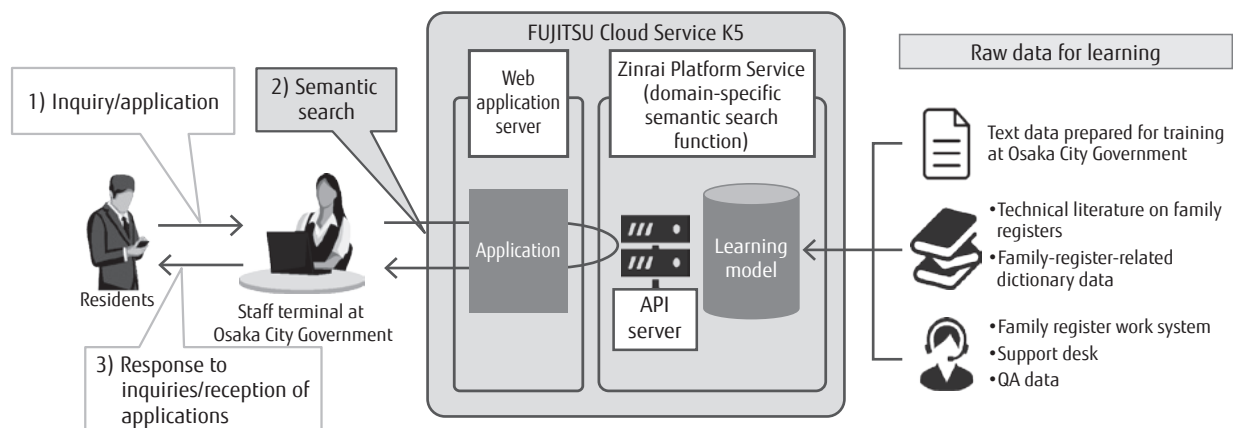 FUJITSU Cloud Service K5
1) Inquiry/application
2) Semantic
search
Web
application
server
Zinrai Platform Service
(domain-specific
semantic search
function)
Raw data for learning
Text data prepared for training
at Osaka City Government
•Technical literature on family
registers
•Family-register-related
dictionary data
•Family register work system
•Support desk
•QA data
Application
Learning
model
API
server
Residents
Staff terminal at
Osaka City Government
3) Response to
inquiries/reception of
applications